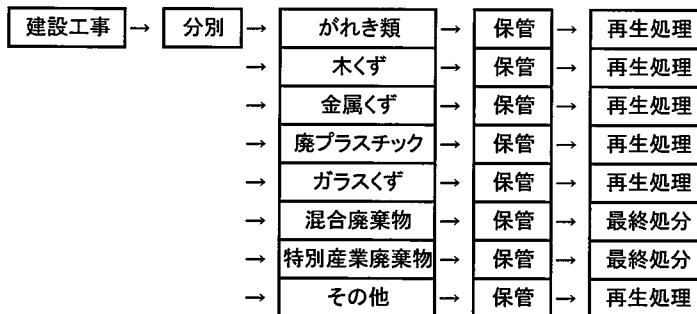 建設工事 → 分別 → がれき類 → 保管 → 再生処理
→ 木くず → 保管 → 再生処理
→ 金属くず → 保管 → 再生処理
→ 廃プラスチック → 保管 → 再生処理
→ ガラスくず → 保管 → 再生処理
→ 混合廃棄物 → 保管 → 最終処分
→ 特別産業廃棄物 → 保管 → 最終処分
→ その他 → 保管 → 再生処理